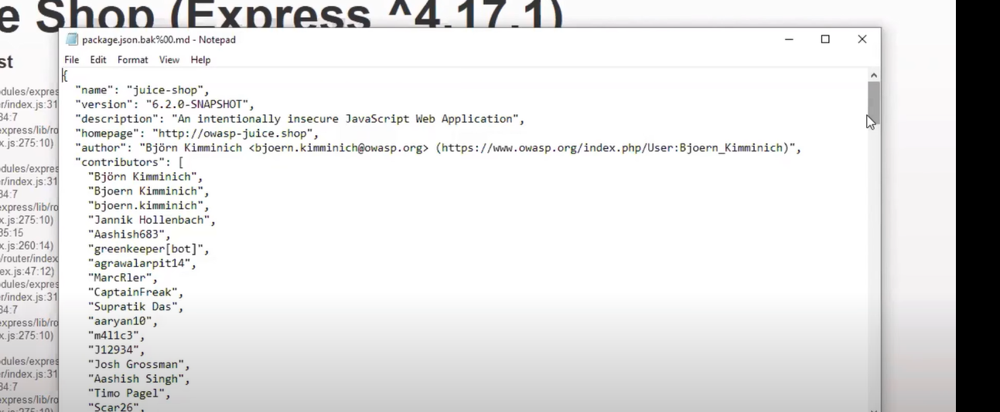 e Shop (Express ^4.17.1)
package.json.bak%00.md - Notepad
File Edit Format View Help
st
{
"name": "juice-shop",
"version": "6.2.0-SNAPSHOT",
"description": "An intentionally insecure JavaScript Web Application",
"homepage": "http://owasp-juice.shop",
"author": "Björn Kimminich <bjoern.kimminich@owasp.org> (https://www.owasp.org/index.php/User:Bjoern_Kimminich)",
"contributors": [
"Björn Kimminich",
"Bjoern Kimminich",
"bjoern.kimminich",
"Jannik Hollenbach",
"Aashish683",
"greenkeeper[bot]",
"agrawalarpit14",
"MarcRler",
"CaptainFreak",
"Supratik Das",
"aaryan10",
"m4l1c3",
"J12934",
"Josh Grossman",
"Aashish Singh",
"Timo Pagel",
"Scar26",
odules/expres
er/index.js:31
34:7
express/lib/ro
x.js:275:10)
odules/expres
er/index.js:31
34:7
express/lib/ro
x.js:275:10)
35:15
x.js:260:14)
/router/index
ex.js:47:12)
odules/expres
er/index.js:31
34:7
express/lib/ro
x.js:275:10)
odules/expres
er/index.js:31
34:7
express/lib/ro
x.js:275:10)